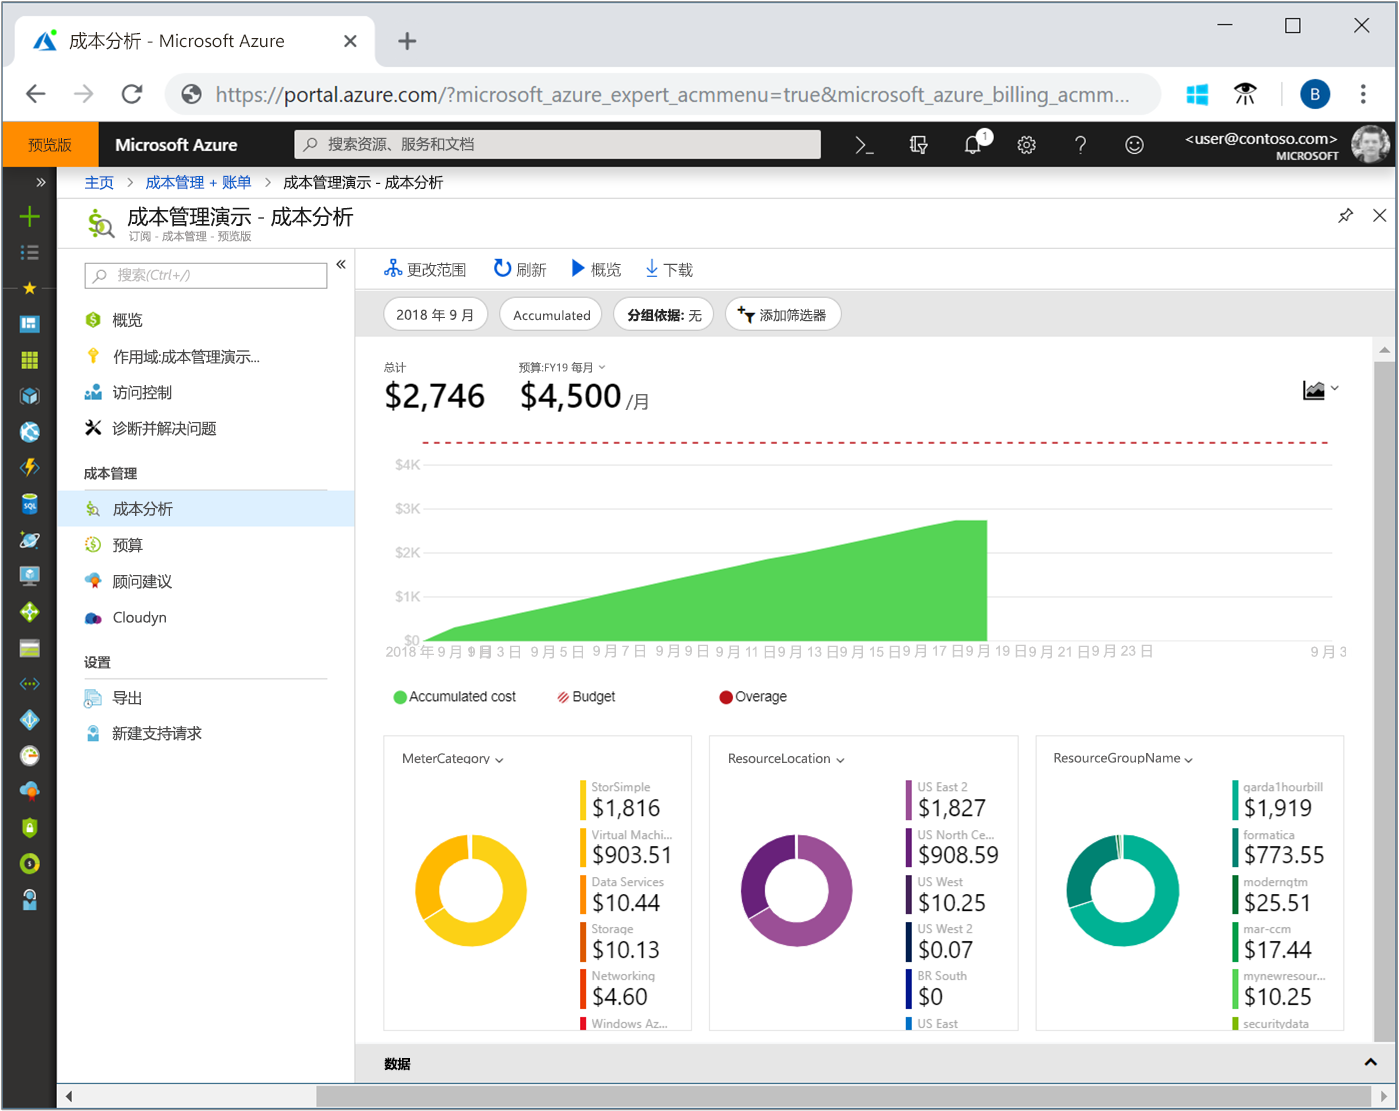 成本分析 - Microsoft Azure
https://portal.azure.com/?microsoft_azure_expert_acmmenu=true&microsoft_azure_billing_acmm...
B
预览版
Microsoft Azure
搜索资源、服务和文档
1
<user@contoso.com>
MICROSOFT
主页 > 成本管理 + 账单 > 成本管理演示 - 成本分析
成本管理演示 - 成本分析
订阅 - 成本管理 - 预览版
搜索(Ctrl+/)
概览
作用域:成本管理演示...
访问控制
诊断并解决问题
成本管理
成本分析
预算
顾问建议
Cloudyn
设置
导出
新建支持请求
更改范围
刷新
概览
下载
2018 年 9 月
Accumulated
分组依据: 无
添加筛选器
总计
$2,746
预算:FY19 每月
$4,500 /月
$4K
$3K
$2K
$1K
$0
2018 年 9 月 1 日 9 月 3 日 9 月 5 日 9 月 7 日 9 月 9 日 9 月 11 日 9 月 13 日 9 月 15 日 9 月 17 日 9 月 19 日 9 月 21 日 9 月 23 日 9 月 3
Accumulated cost
Budget
Overage
MeterCategory
StorSimple
$1,816
Virtual Machi...
$903.51
Data Services
$10.44
Storage
$10.13
Networking
$4.60
Windows Az...
ResourceLocation
US East 2
$1,827
US North Ce...
$908.59
US West
$10.25
US West 2
$0.07
BR South
$0
US East
ResourceGroupName
qarda1hourbill
$1,919
formatica
$773.55
modernqtm
$25.51
mar-ccm
$17.44
mynewresour...
$10.25
securitydata
数据